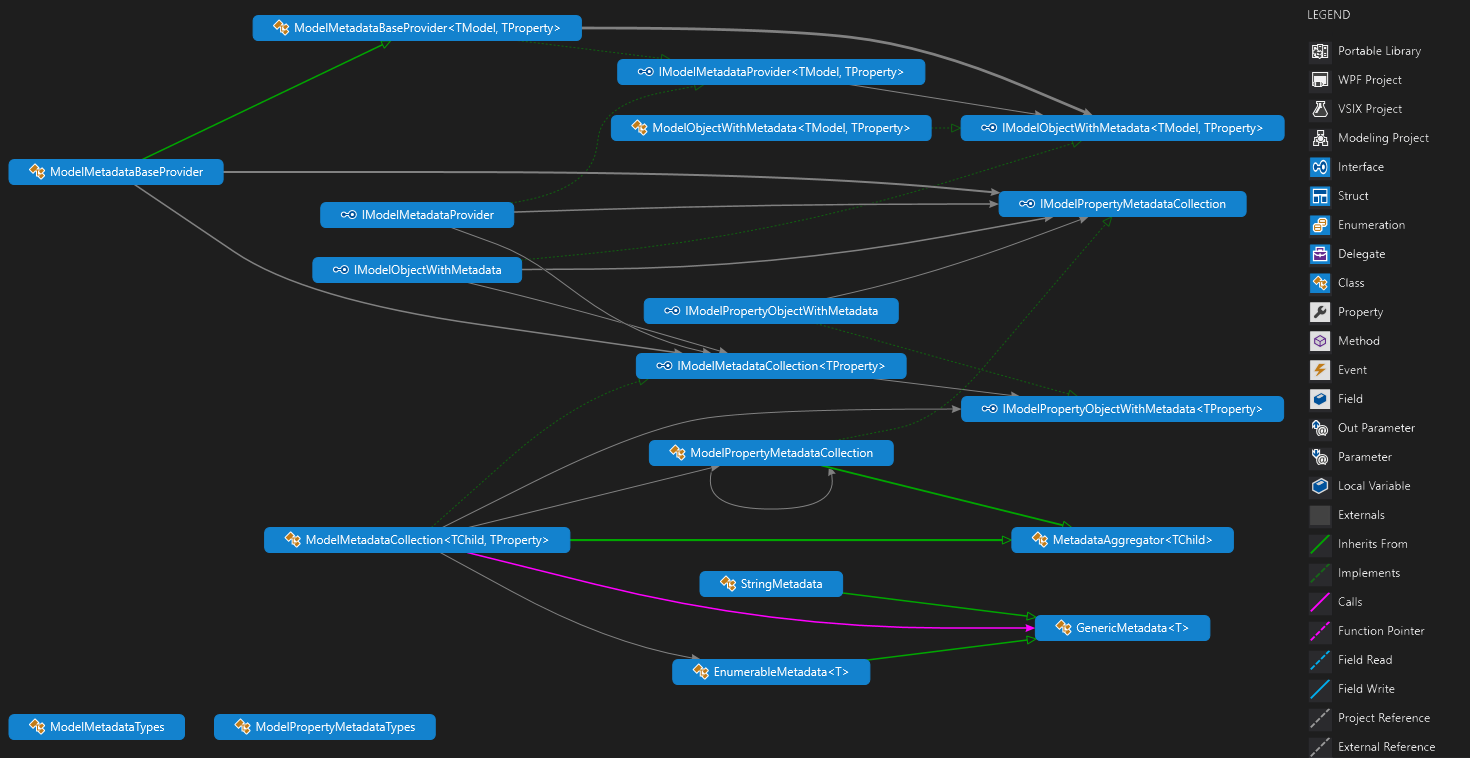 ModelMetadataBaseProvider<TModel, TProperty>
IModelMetadataProvider<TModel, TProperty>
ModelObjectWithMetadata<TModel, TProperty>
IModelObjectWithMetadata<TModel, TProperty>
ModelMetadataBaseProvider
IModelPropertyMetadataCollection
IModelMetadataProvider
IModelObjectWithMetadata
IModelPropertyObjectWithMetadata
IModelMetadataCollection<TProperty>
IModelPropertyObjectWithMetadata<TProperty>
ModelPropertyMetadataCollection
ModelMetadataCollection<TChild, TProperty>
MetadataAggregator<TChild>
StringMetadata
GenericMetadata<T>
EnumerableMetadata<T>
ModelMetadataTypes
ModelPropertyMetadataTypes
LEGEND
Portable Library
WPF Project
VSIX Project
Modeling Project
Interface
Struct
Enumeration
Delegate
Class
Property
Method
Event
Field
Out Parameter
Parameter
Local Variable
Externals
Inherits From
Implements
Calls
Function Pointer
Field Read
Field Write
Project Reference
External Reference